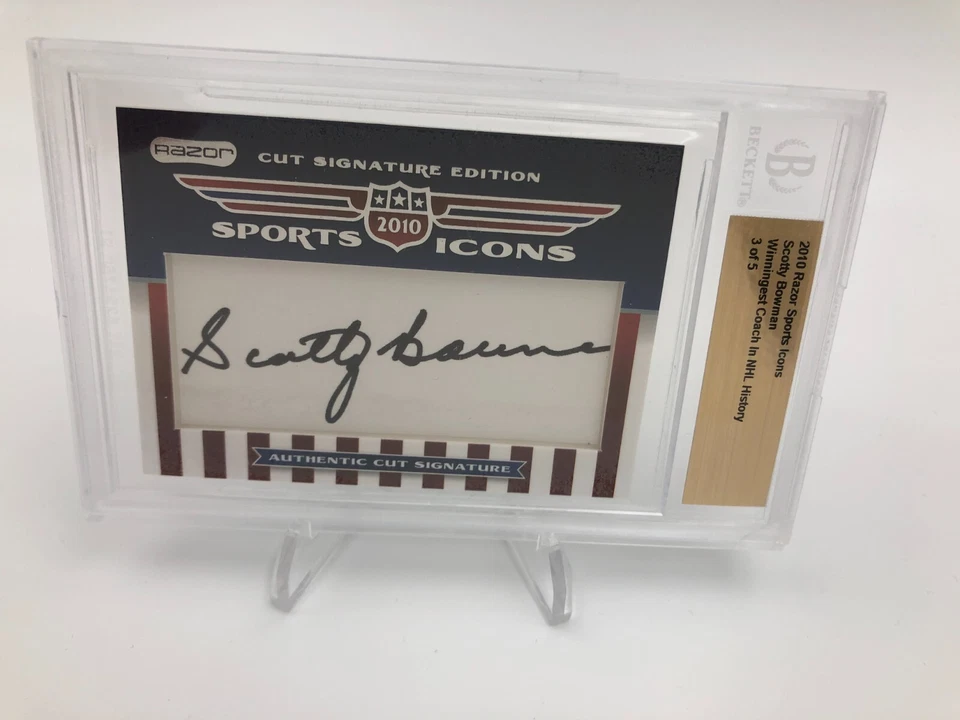 Razor
CUT SIGNATURE EDITION
2010
SPORTS ICONS
Scotty Bowman
AUTHENTIC CUT SIGNATURE
B
BECKETT®
2010 Razor Sports Icons
Scotty Bowman
Winningest Coach In NHL History
3 of 5